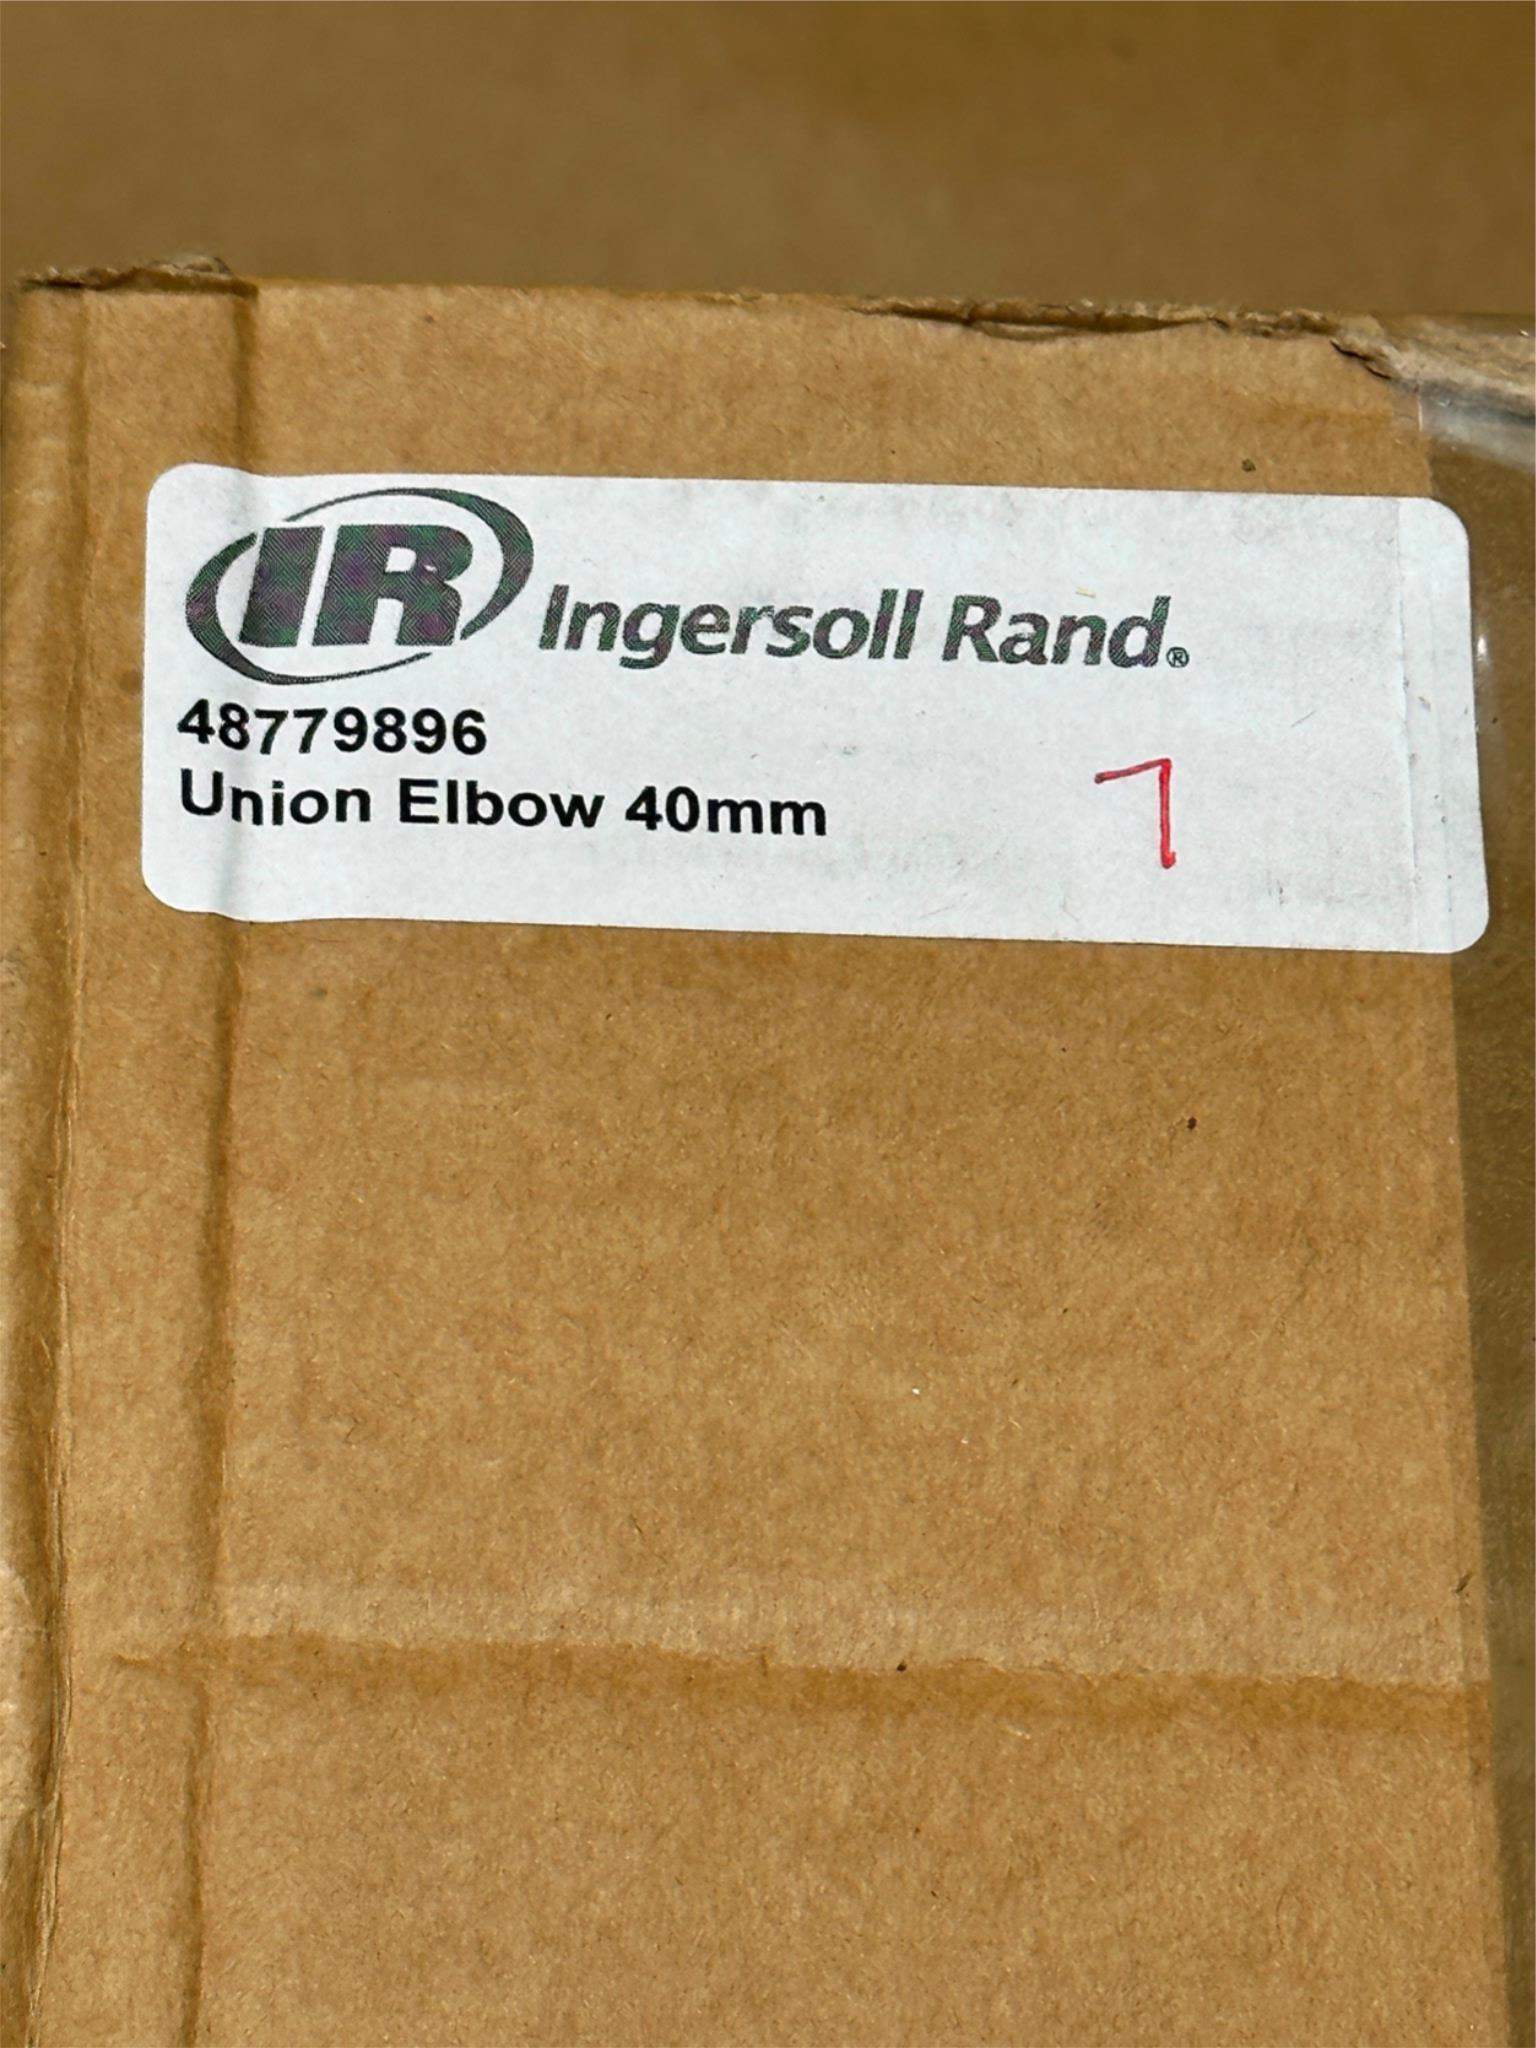 IR Ingersoll Rand®
48779896
Union Elbow 40mm
7